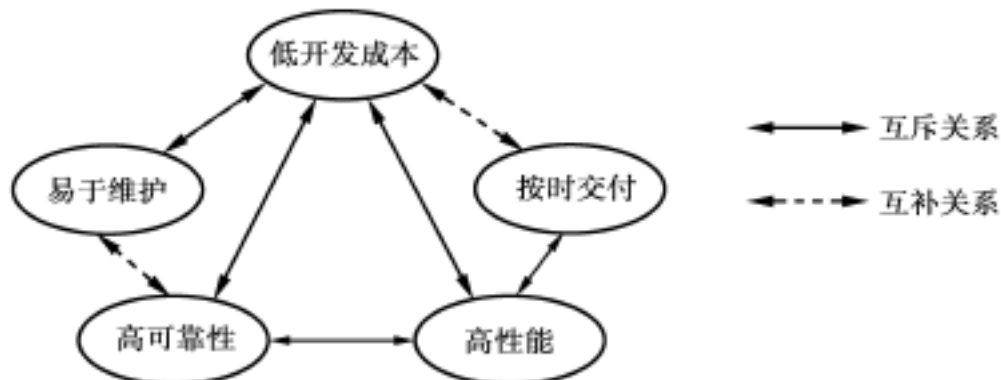 低开发成本
互斥关系
易于维护
按时交付
互补关系
高可靠性
高性能